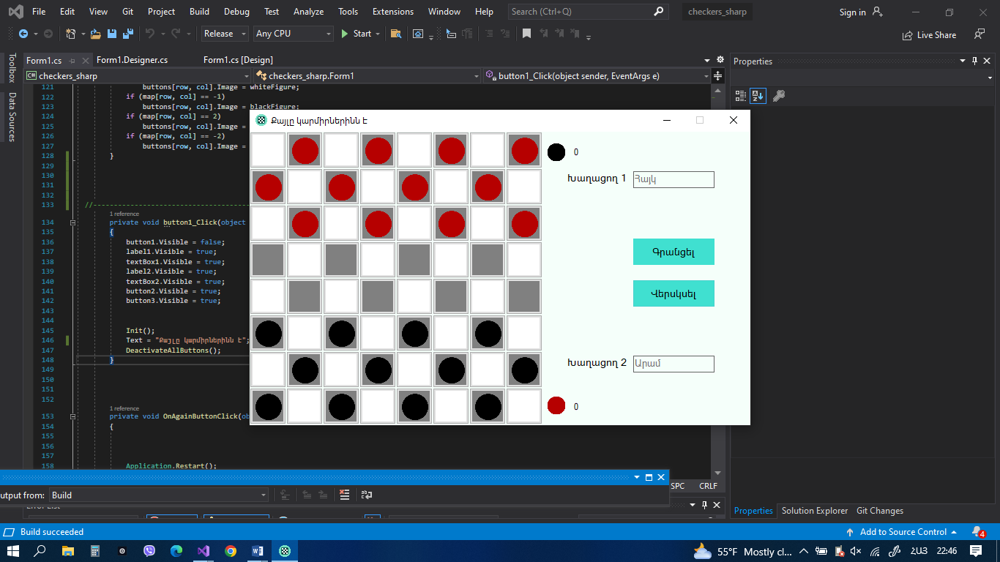 File Edit View Git Project Build Debug Test Analyze Tools Extensions Window Help Search (Ctrl+Q) checkers_sharp Sign in
Release Any CPU Start Live Share
Toolbox
Data Sources
Form1.cs Form1.Designer.cs Form1.cs [Design]
checkers_sharp checkers_sharp.Form1 button1_Click(object sender, EventArgs e)
121 buttons[row, col].Image = whiteFigure;
122 if (map[row, col] == -1)
123 buttons[row, col].Image = blackFigure;
124 if (map[row, col] == 2)
125 buttons[row, col].Image =
126 if (map[row, col] == -2)
127 buttons[row, col].Image =
128 }
129
130
131
132
133 //------------------------------------
1 reference
134 private void button1_Click(object
135 {
136 button1.Visible = false;
137 label1.Visible = true;
138 textBox1.Visible = true;
139 label2.Visible = true;
140 textBox2.Visible = true;
141 button2.Visible = true;
142 button3.Visible = true;
143
144
145 Init();
146 Text = "Քայլը կարմիրներինն է";
147 DeactivateAllButtons();
148 }
149
150
151
152
1 reference
153 private void OnAgainButtonClick(ob
154 {
155
156
157
158 Application.Restart();
Քայլը կարմիրներինն է
0
Խաղացող 1 Հայկ
Գրանցել
Վերսկսել
Խաղացող 2 Արամ
0
Properties
SPC CRLF
utput from: Build
Error List
Properties Solution Explorer Git Changes
Build succeeded Add to Source Control 4
55°F Mostly cl... ՀԱՅ 22:46